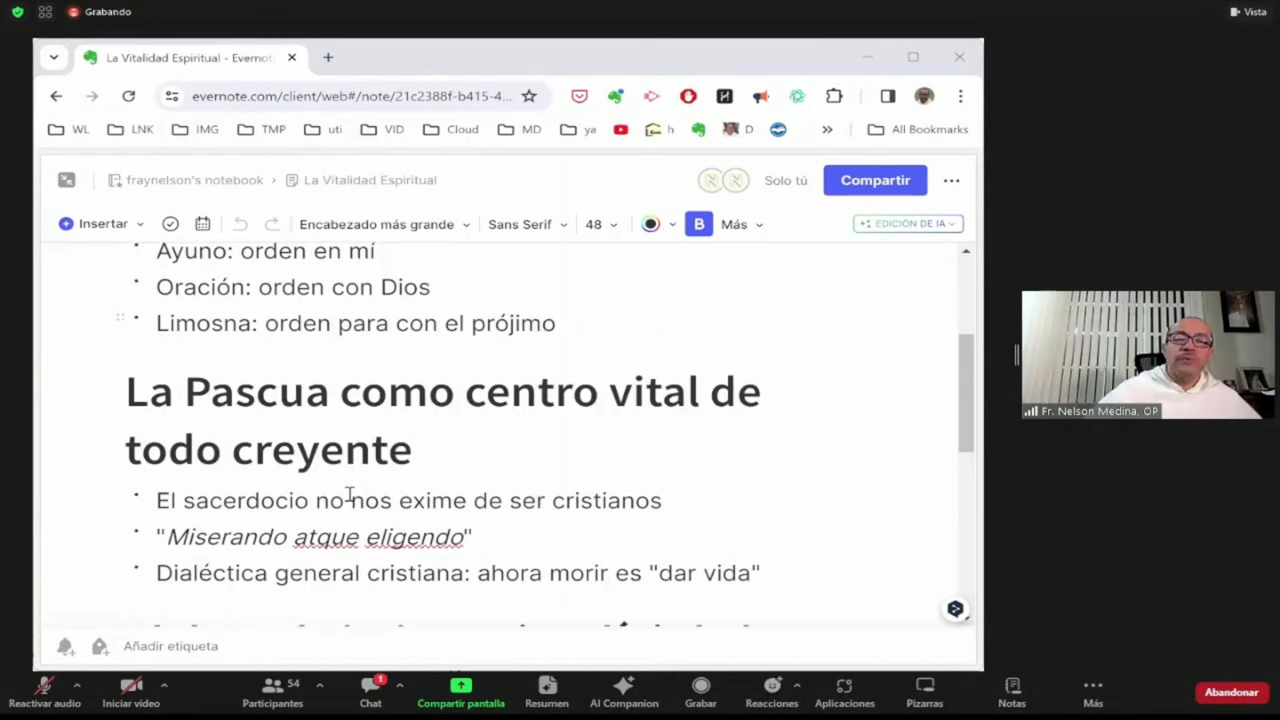 Grabando
Vista
La Vitalidad Espiritual - Evernot
evernote.com/client/web#/note/21c2388f-b415-4...
WL LNK IMG TMP uti VID Cloud MD ya h D » All Bookmarks
fraynelson's notebook › La Vitalidad Espiritual Solo tú Compartir ...
Insertar Encabezado más grande Sans Serif 48 B Más EDICIÓN DE IA
Ayuno: orden en mí
Oración: orden con Dios
Limosna: orden para con el prójimo
La Pascua como centro vital de
todo creyente
El sacerdocio no nos exime de ser cristianos
"Miserando atque eligendo"
Dialéctica general cristiana: ahora morir es "dar vida"
Añadir etiqueta
Fr. Nelson Medina, OP
54 1
Reactivar audio Iniciar vídeo Participantes Chat Compartir pantalla Resumen AI Companion Grabar Reacciones Aplicaciones Pizarras Notas Más Abandonar